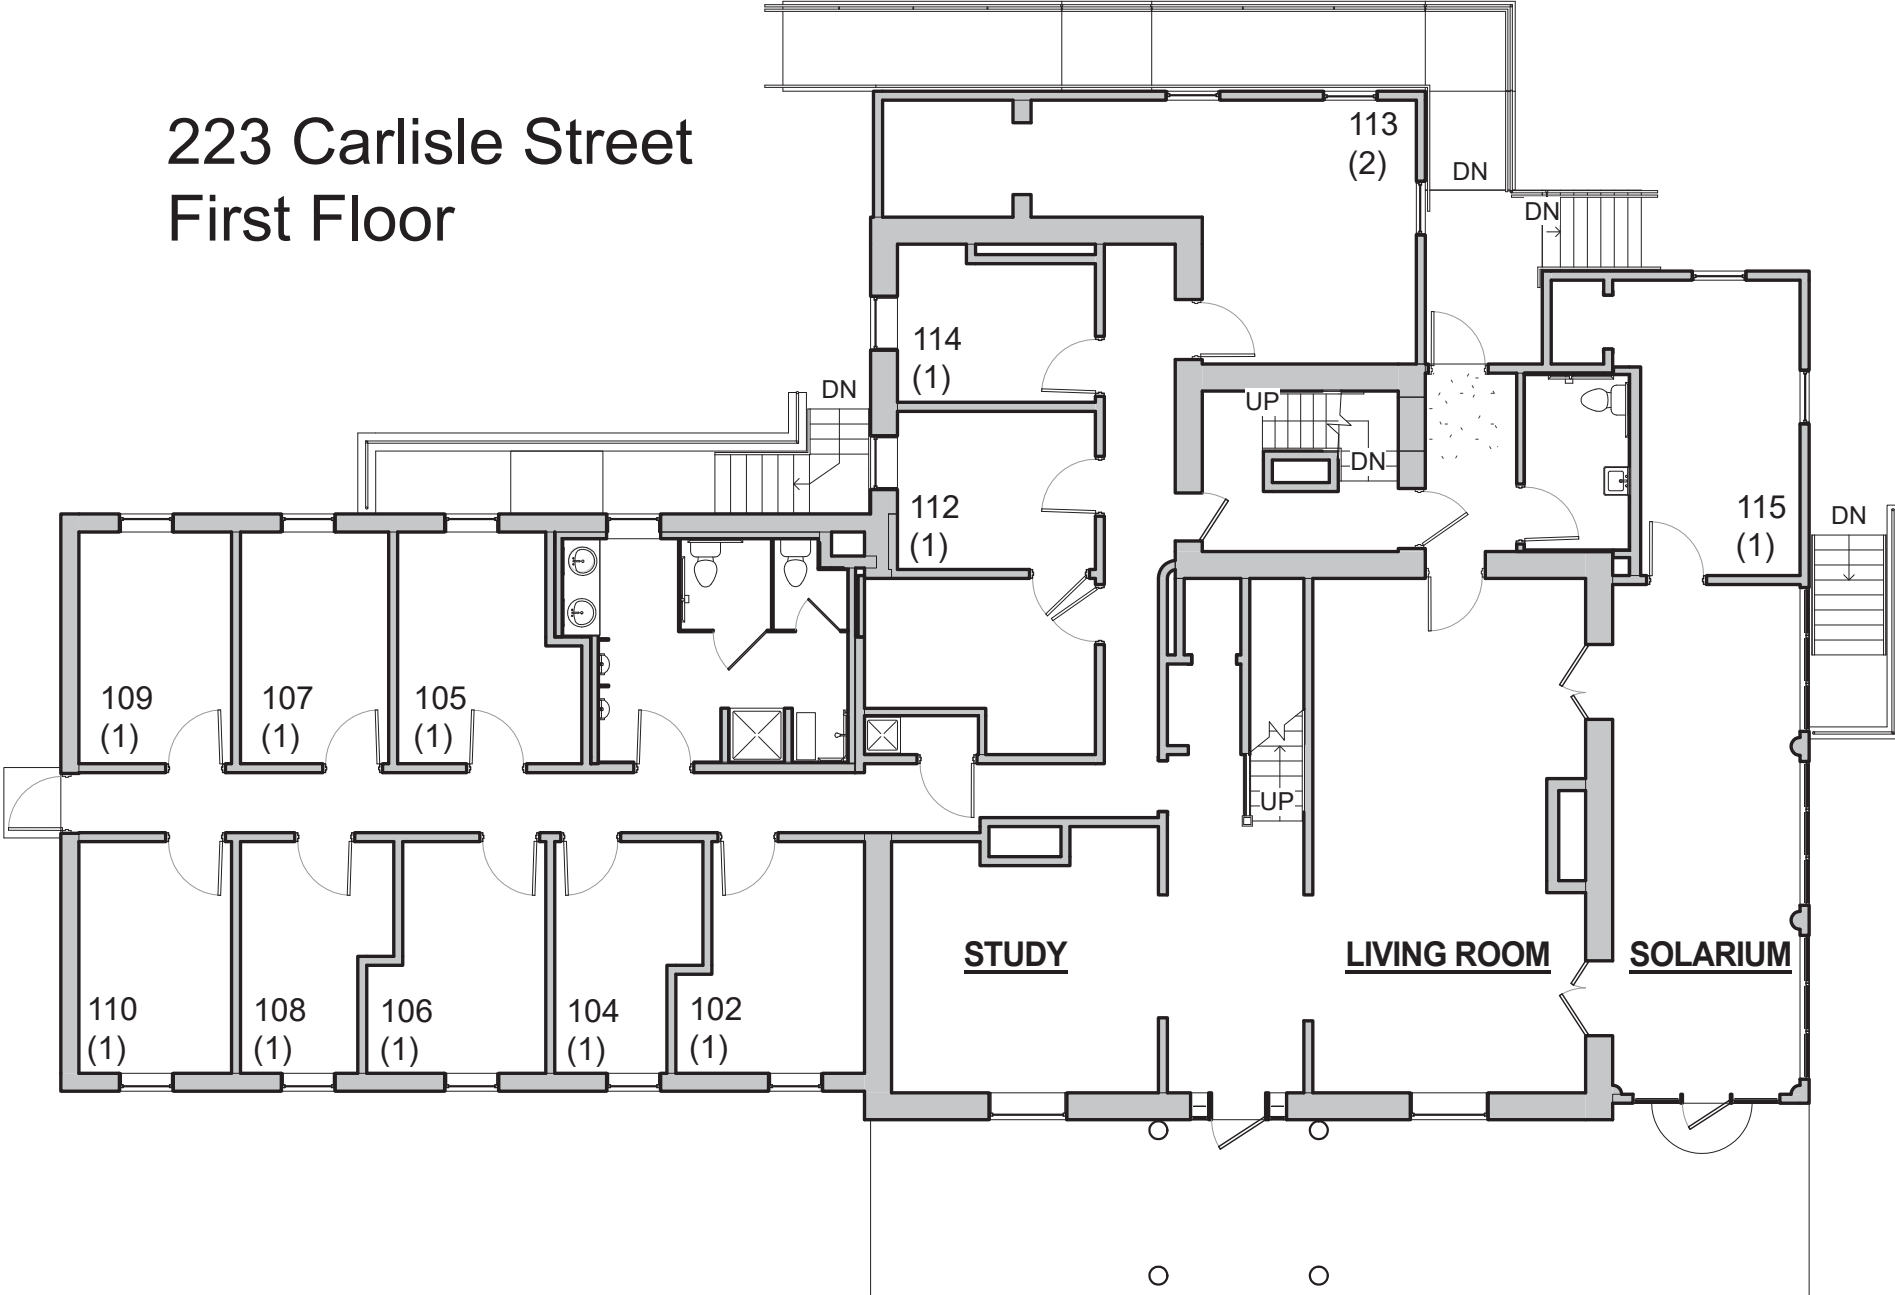 223 Carlisle Street
First Floor
113
(2)
DN
DN
114
(1)
DN
UP
DN
112
(1)
115
(1)
DN
109
(1)
107
(1)
105
(1)
UP
STUDY
LIVING ROOM
SOLARIUM
110
(1)
108
(1)
106
(1)
104
(1)
102
(1)